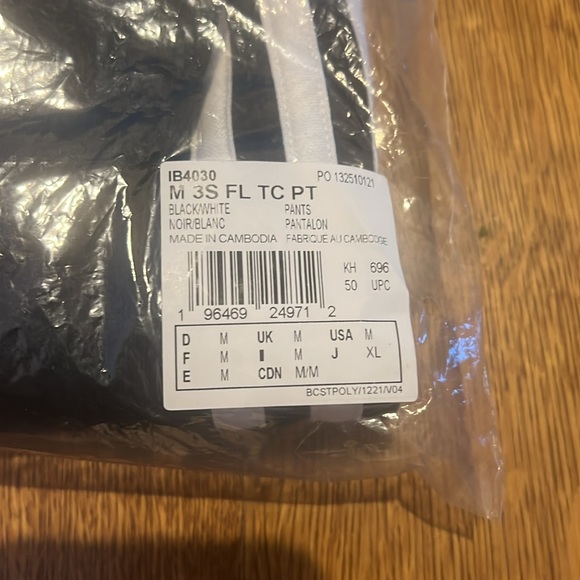 IB4030 PO 132510121
M 3S FL TC PT
BLACK/WHITE PANTS
NOIR/BLANC PANTALON
MADE IN CAMBODIA FABRIQUE AU CAMBODGE
KH 696
50 UPC
1 96469 24971 2
D M UK M USA M
F M I M J XL
E M CDN M/M
BCSTPOLY/1221/V04